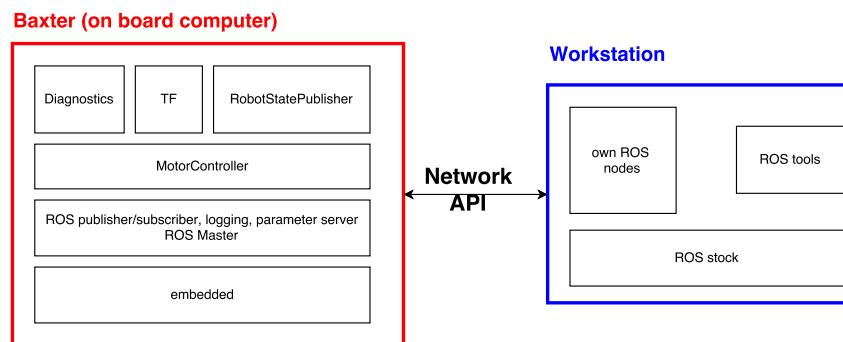 Baxter (on board computer)
Workstation
Diagnostics
TF
RobotStatePublisher
MotorController
ROS publisher/subscriber, logging, parameter server
ROS Master
embedded
Network
API
own ROS
nodes
ROS tools
ROS stock